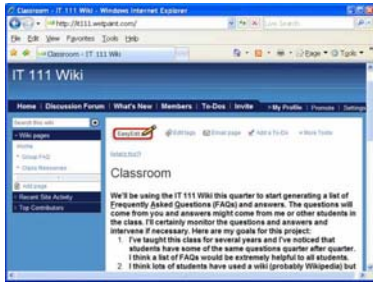 Classroom - IT 111 Wiki - Windows Internet Explorer
http://it111.wetpaint.com/
Live Search
File Edit View Favorites Tools Help
Classroom - IT 111 Wiki
Page Tools
IT 111 Wiki
Home Discussion Forum What's New Members To-Dos Invite My Profile Promote Settings
Search this wiki
EasyEdit Edit tags Email page Add a To-Do More Tools
Wiki pages
Home
Group FAQ
Class Resources
Add page
Recent Site Activity
Top Contributors
Classroom
We'll be using the IT 111 Wiki this quarter to start generating a list of
Frequently Asked Questions (FAQs) and answers. The questions will
come from you and answers might come from me or other students in
the class. I'll certainly monitor the questions and answers and
intervene if necessary. Here are my goals for this project:
1. I've taught this class for several years and I've noticed that
students have some of the same questions quarter after quarter.
I think a list of FAQs would be extremely helpful to all students.
2. I think lots of students have used a wiki (probably Wikipedia) but